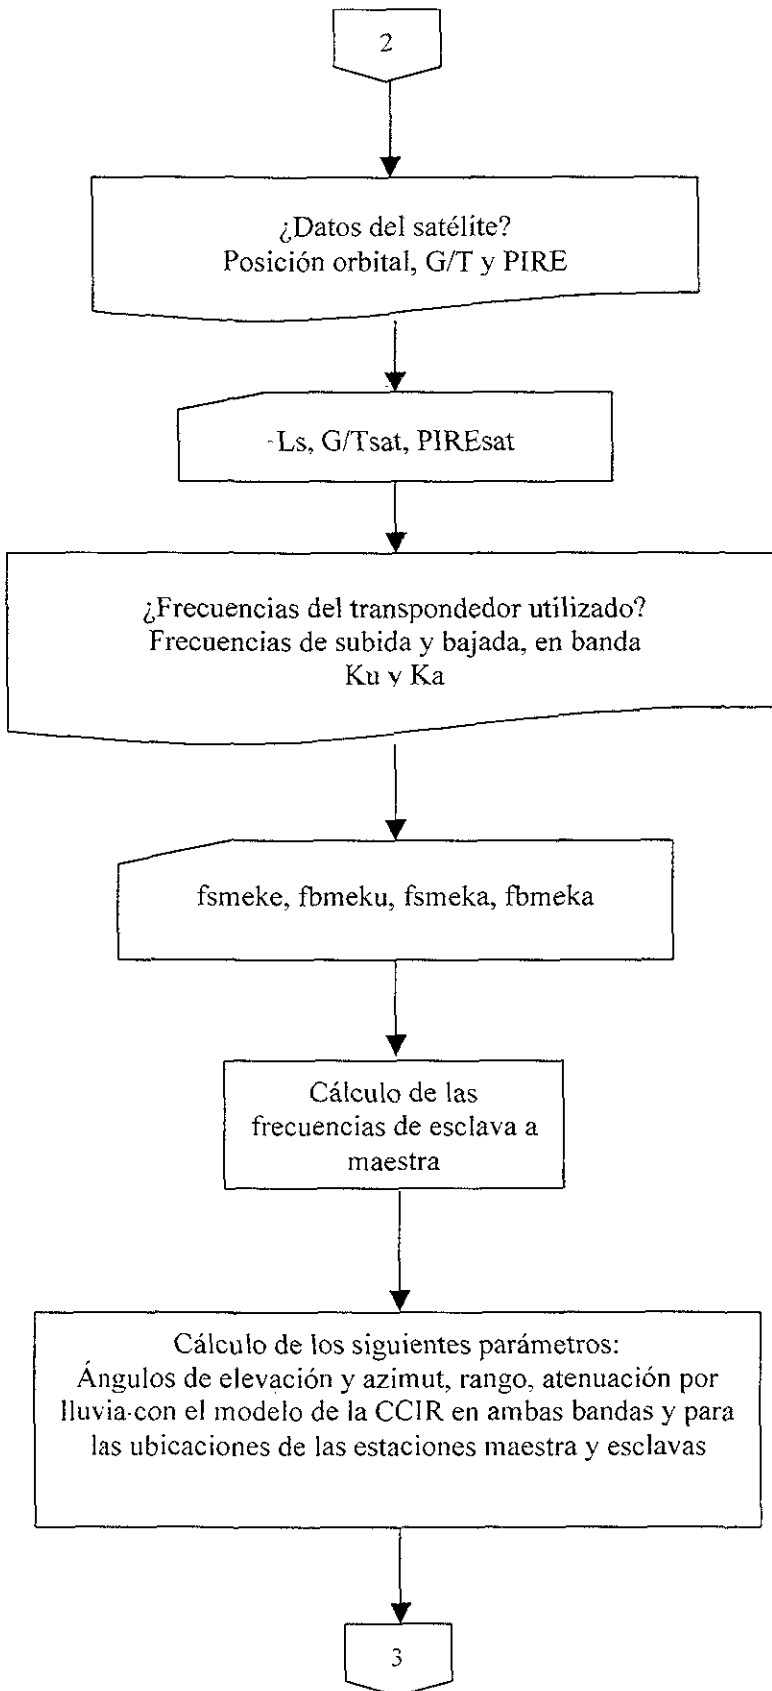 2
¿Datos del satélite?
Posición orbital, G/T y PIRE
Ls, G/Tsat, PIREsat
¿Frecuencias del transpondedor utilizado?
Frecuencias de subida y bajada, en banda
Ku y Ka
fsmeke, fbmeku, fsmeka, fbmeka
Cálculo de las
frecuencias de esclava a
maestra
Cálculo de los siguientes parámetros:
Ángulos de elevación y azimut, rango, atenuación por
lluvia con el modelo de la CCIR en ambas bandas y para
las ubicaciones de las estaciones maestra y esclavas
3